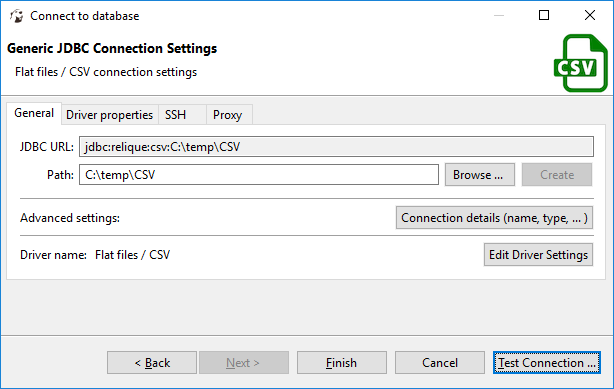 Connect to database
Generic JDBC Connection Settings
Flat files / CSV connection settings
CSV
General Driver properties SSH Proxy
JDBC URL: jdbc:relique:csv:C:\temp\CSV
Path: C:\temp\CSV Browse ... Create
Advanced settings: Connection details (name, type, ... )
Driver name: Flat files / CSV Edit Driver Settings
< Back Next > Finish Cancel Test Connection ...